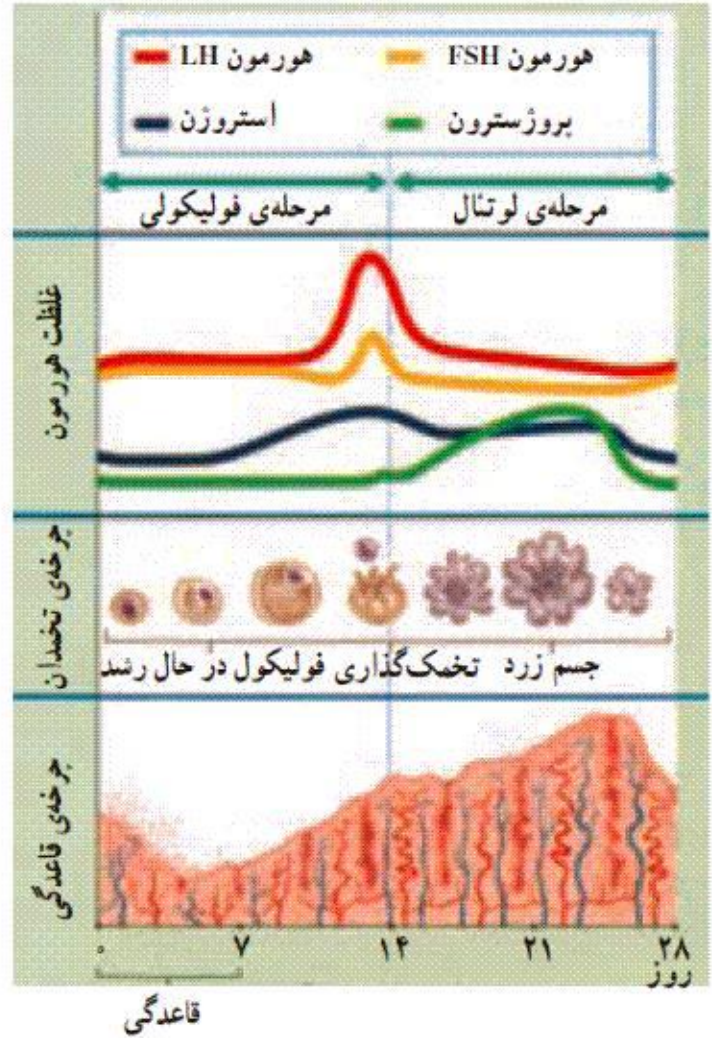 هورمون LH هورمون FSH
استروژن پروژسترون
مرحله‌ی فولیکولی مرحله‌ی لوتئال
غلظت هورمون
چرخه‌ی تخمدان
فولیکول در حال رشد تخمک‌گذاری جسم زرد
چرخه‌ی قاعدگی
۰ ۷ ۱۴ ۲۱ ۲۸
روز
قاعدگی